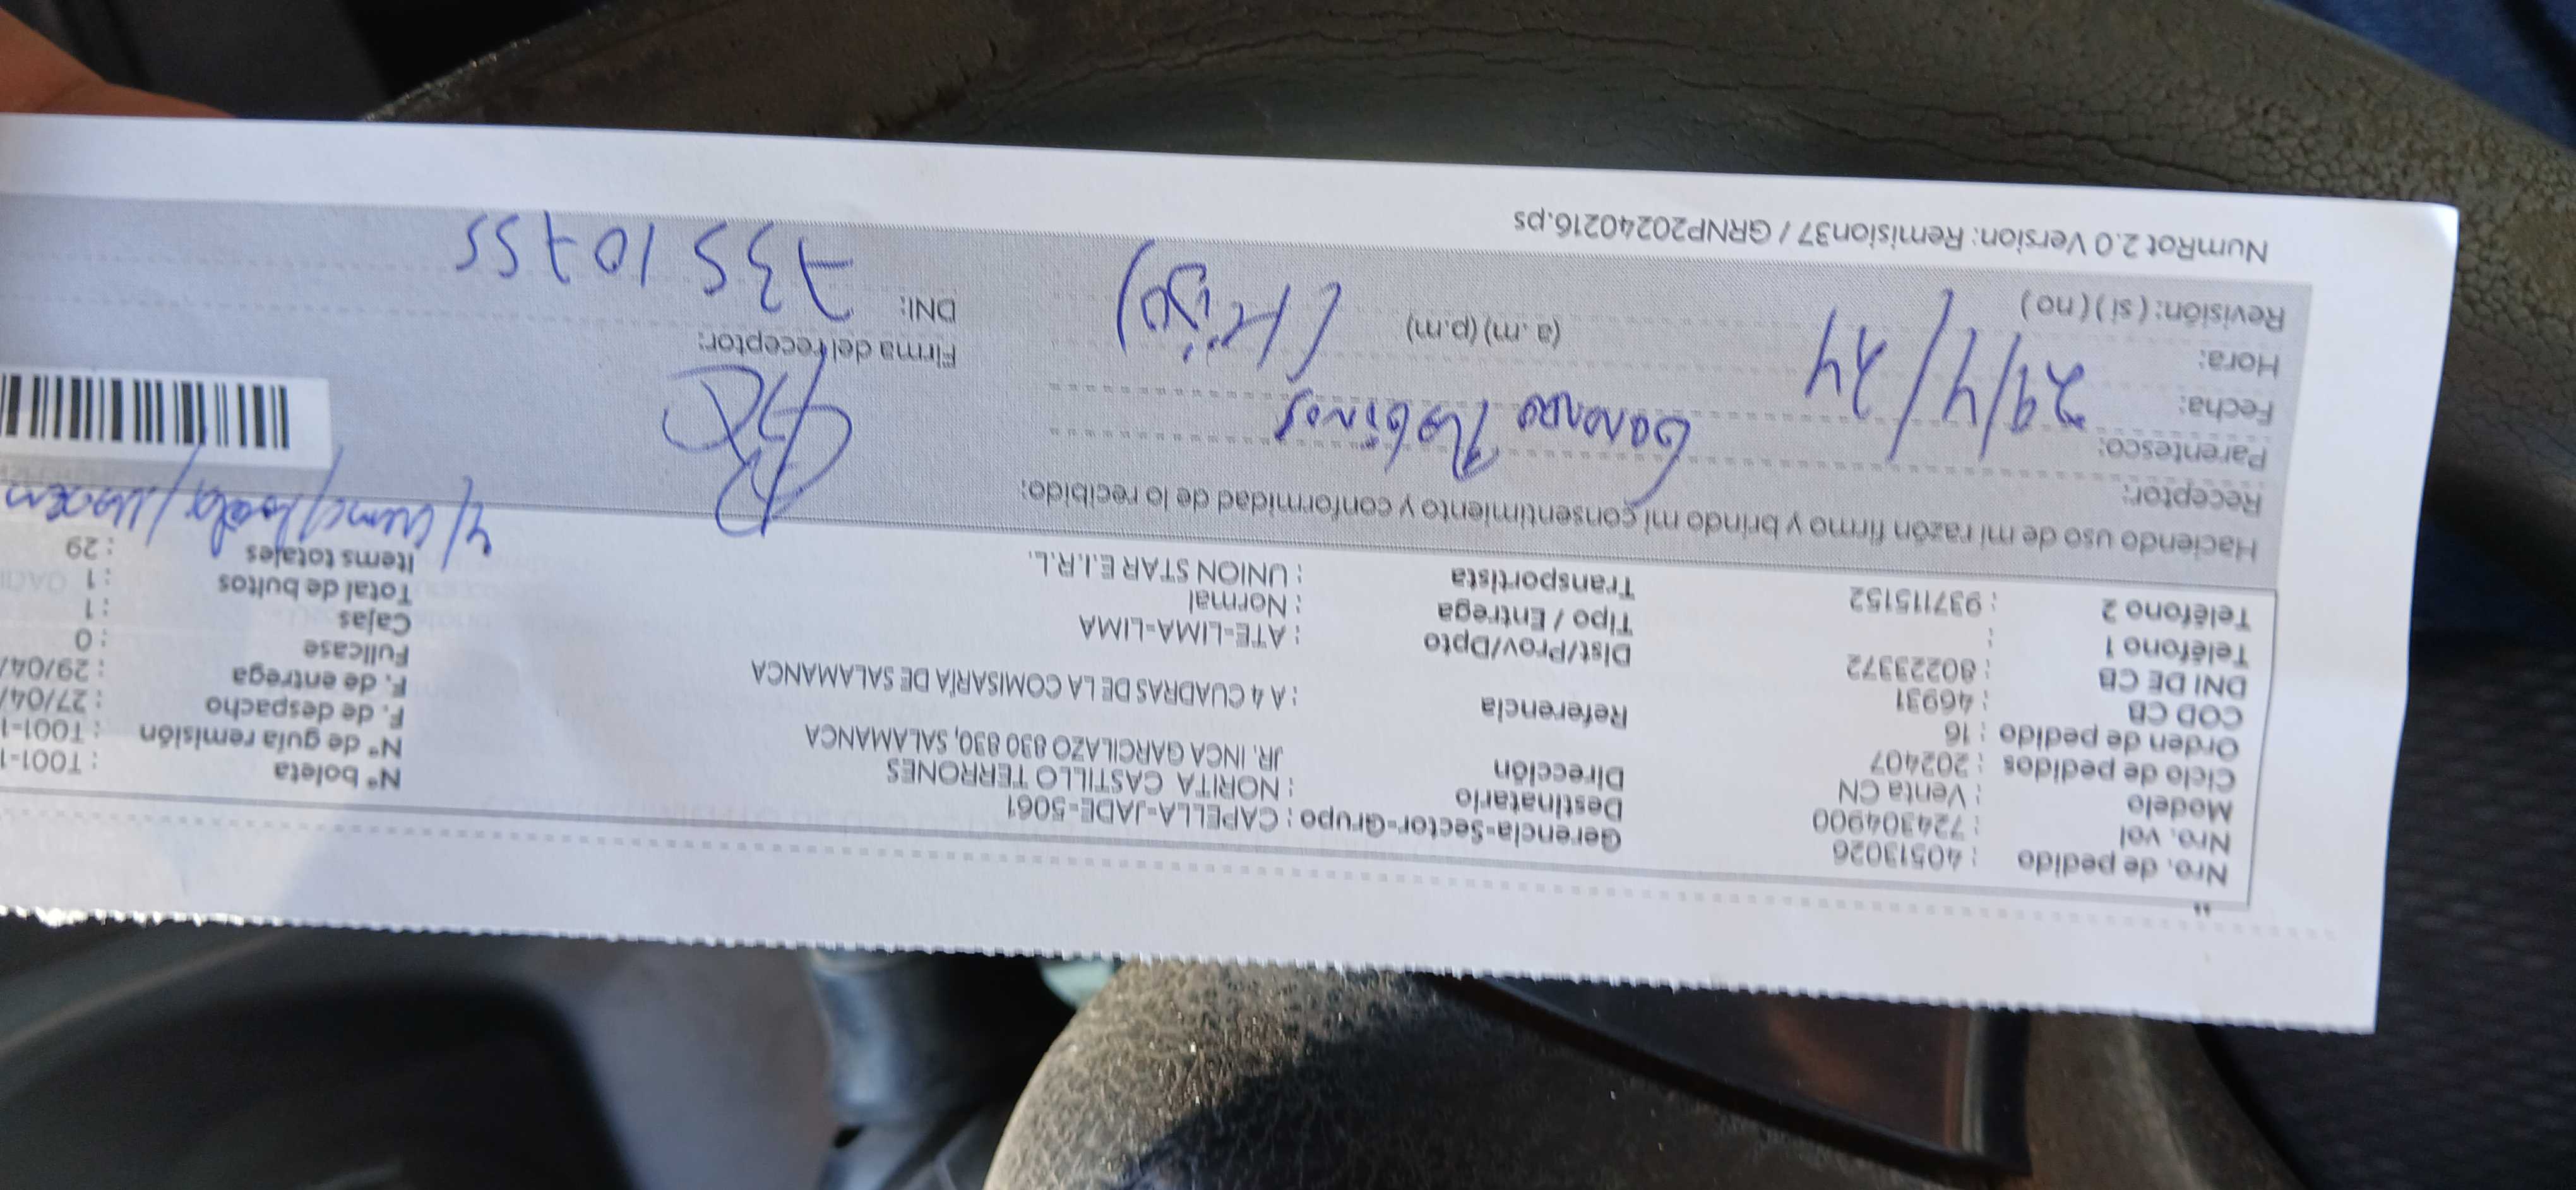 Nro. de pedido : 40513026
Nro. vol : 724304900
Modelo : Venta CN
Ciclo de pedidos : 202407
Orden de pedido : 16
COD CB : 46931
DNI DE CB : 80223372
Teléfono 1 :
Teléfono 2 : 937115152
Gerencia-Sector-Grupo : CAPELLA-JADE-5061
Destinatario : NORITA CASTILLO TERRONES
Dirección JR. INCA GARCILAZO 830 830, SALAMANCA
Referencia : A 4 CUADRAS DE LA COMISARÍA DE SALAMANCA
Dist/Prov/Dpto : ATE-LIMA-LIMA
Tipo / Entrega : Normal
Transportista : UNION STAR E.I.R.L.
N° boleta : T001-1
N° de guía remisión : T001-1
F. de despacho : 27/04/
F. de entrega : 29/04/
Fullcase : 0
Cajas : 1
Total de bultos : 1
Items totales : 29
Haciendo uso de mi razón firmo y brindo mi consentimiento y conformidad de lo recibido:
Receptor:
Parentesco:
Fecha: 29/4/24
Hora: (a.m) (p.m) (Hijo)
Revisión: ( si ) ( no )
Firma del receptor:
DNI: 73510755
NumRot 2.0 Version: Remision37 / GRNP20240216.ps